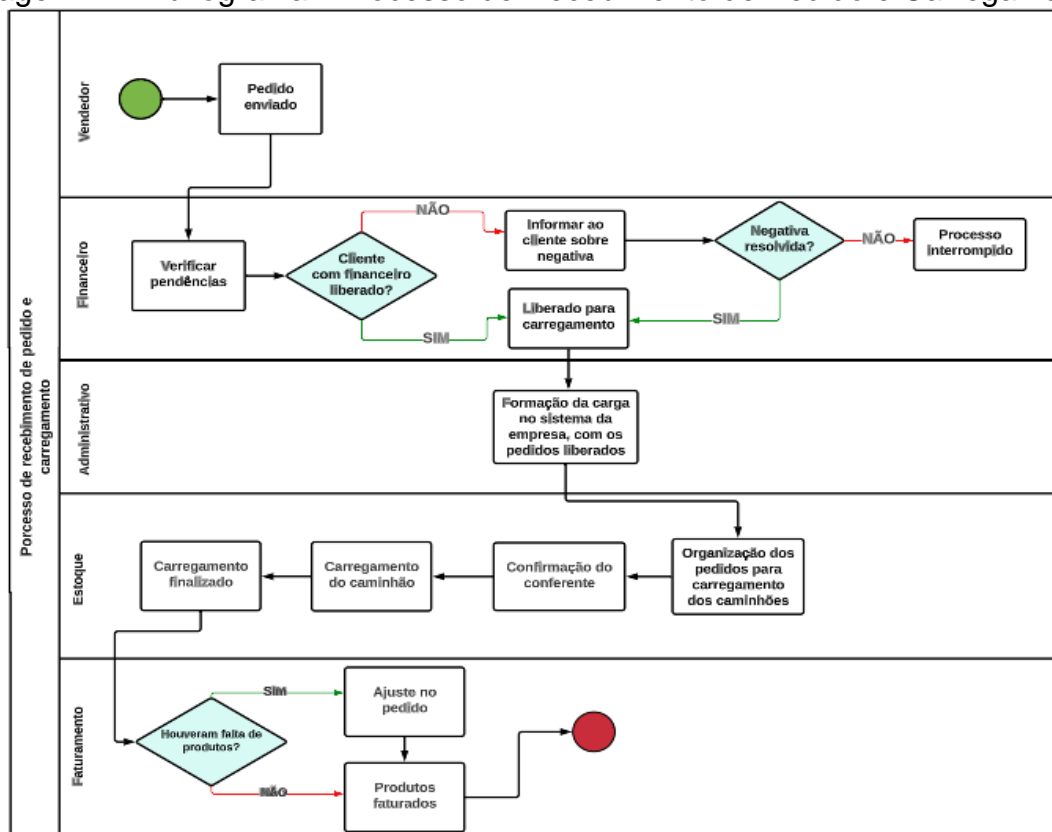 Porcesso de recebimento de pedido e
carregamento
Vendedor
Pedido
enviado
Financeiro
Verificar
pendências
Cliente
com financeiro
liberado?
NÃO
Informar ao
cliente sobre
negativa
Negativa
resolvida?
NÃO
Processo
interrompido
SIM
Liberado para
carregamento
SIM
Administrativo
Formação da carga
no sistema da
empresa, com os
pedidos liberados
Estoque
Carregamento
finalizado
Carregamento
do caminhão
Confirmação do
conferente
Organização dos
pedidos para
carregamento
dos caminhões
Faturamento
Houveram falta de
produtos?
SIM
Ajuste no
pedido
NÃO
Produtos
faturados